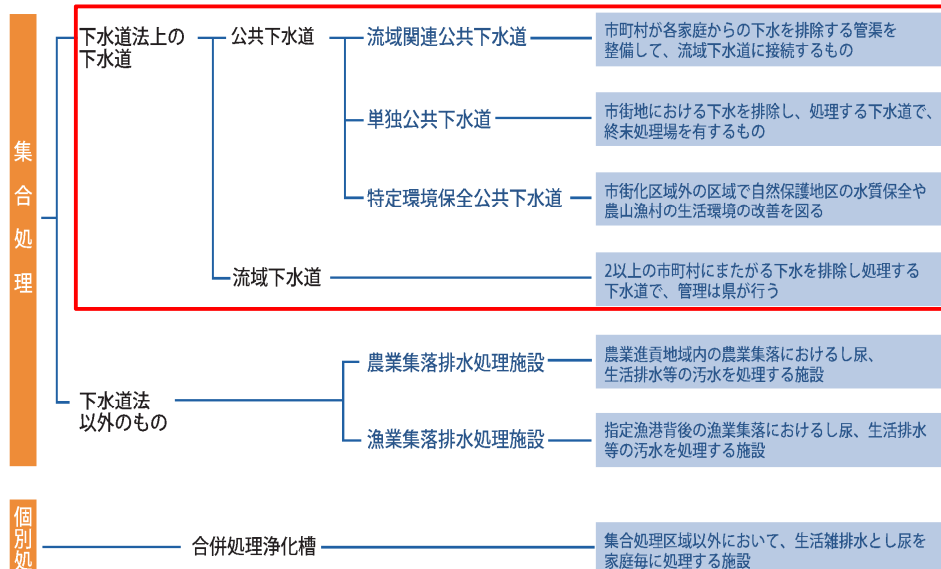 集合処理
下水道法上の
下水道
公共下水道
流域関連公共下水道
市町村が各家庭からの下水を排除する管渠を
整備して、流域下水道に接続するもの
単独公共下水道
市街地における下水を排除し、処理する下水道で、
終末処理場を有するもの
特定環境保全公共下水道
市街化区域外の区域で自然保護地区の水質保全や
農山漁村の生活環境の改善を図る
流域下水道
2以上の市町村にまたがる下水を排除し処理する
下水道で、管理は県が行う
下水道法
以外のもの
農業集落排水処理施設
農業進貢地域内の農業集落におけるし尿、
生活排水等の汚水を処理する施設
漁業集落排水処理施設
指定漁港背後の漁業集落におけるし尿、生活排水
等の汚水を処理する施設
個別処
合併処理浄化槽
集合処理区域以外において、生活雑排水とし尿を
家庭毎に処理する施設